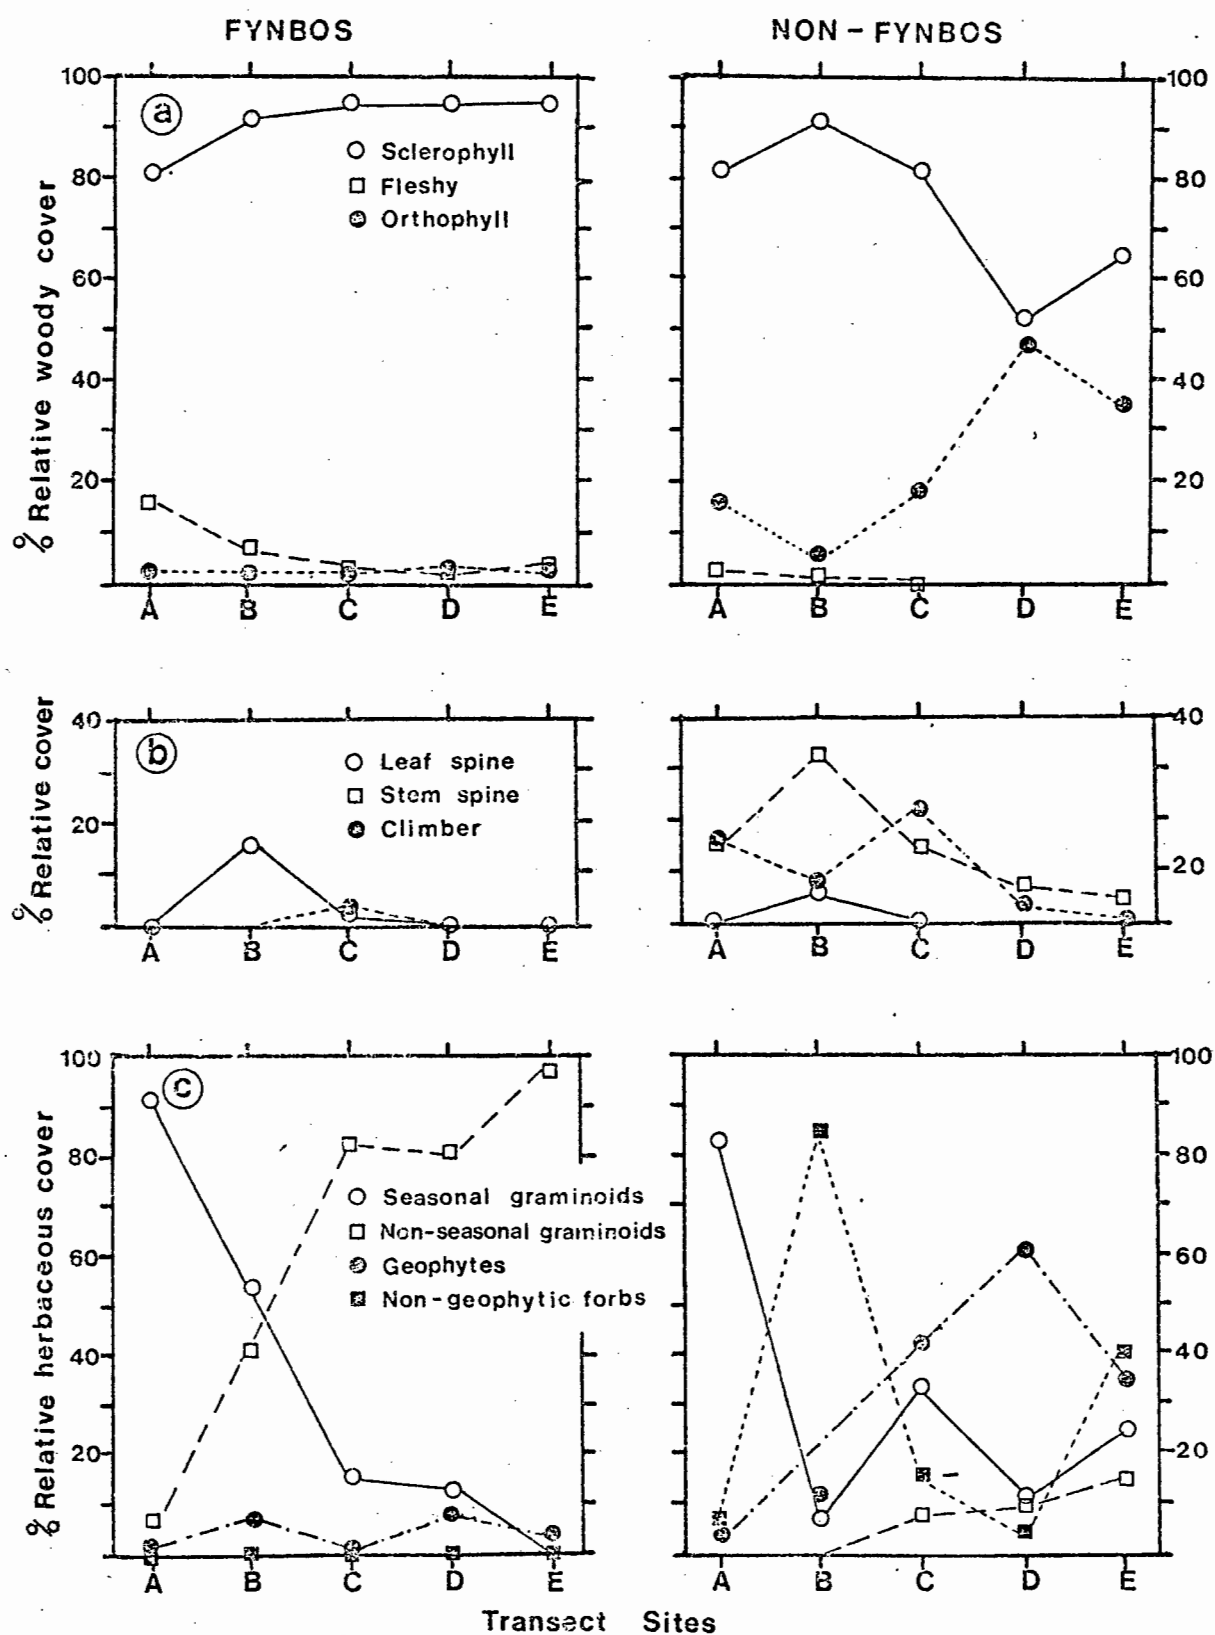 FYNBOS
NON-FYNBOS
a
Sclerophyll
Fleshy
Orthophyll
% Relative woody cover
100
80
60
40
20
A B C D E
100
80
60
40
20
A B C D E
b
Leaf spine
Stem spine
Climber
% Relative cover
40
20
A B C D E
40
20
A B C D E
c
Seasonal graminoids
Non-seasonal graminoids
Geophytes
Non-geophytic forbs
% Relative herbaceous cover
100
80
60
40
20
A B C D E
100
80
60
40
20
A B C D E
Transect Sites